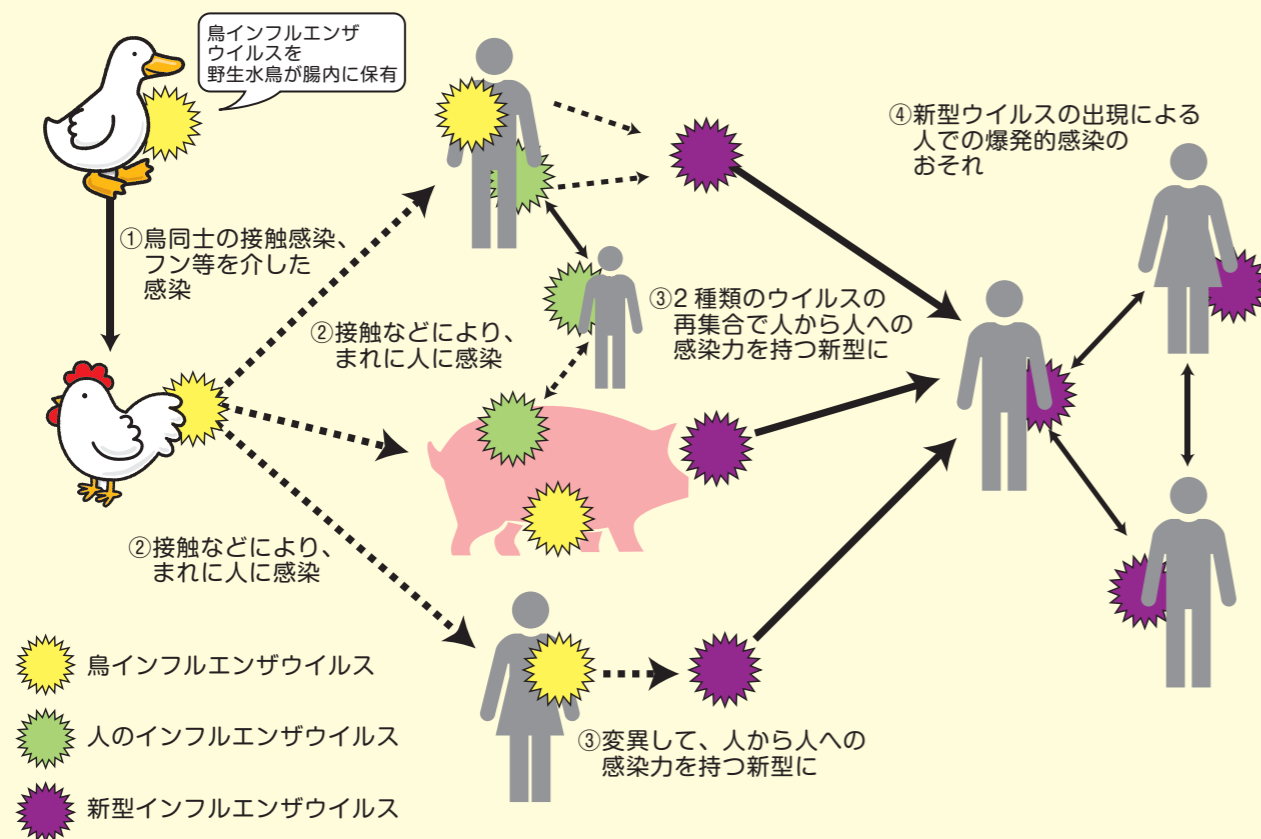 鳥インフルエンザ
ウイルスを
野生水鳥が腸内に保有
①鳥同士の接触感染、
フン等を介した
感染
②接触などにより、
まれに人に感染
③2種類のウイルスの
再集合で人から人への
感染力を持つ新型に
④新型ウイルスの出現による
人での爆発的感染の
おそれ
②接触などにより、
まれに人に感染
③変異して、人から人への
感染力を持つ新型に
鳥インフルエンザウイルス
人のインフルエンザウイルス
新型インフルエンザウイルス